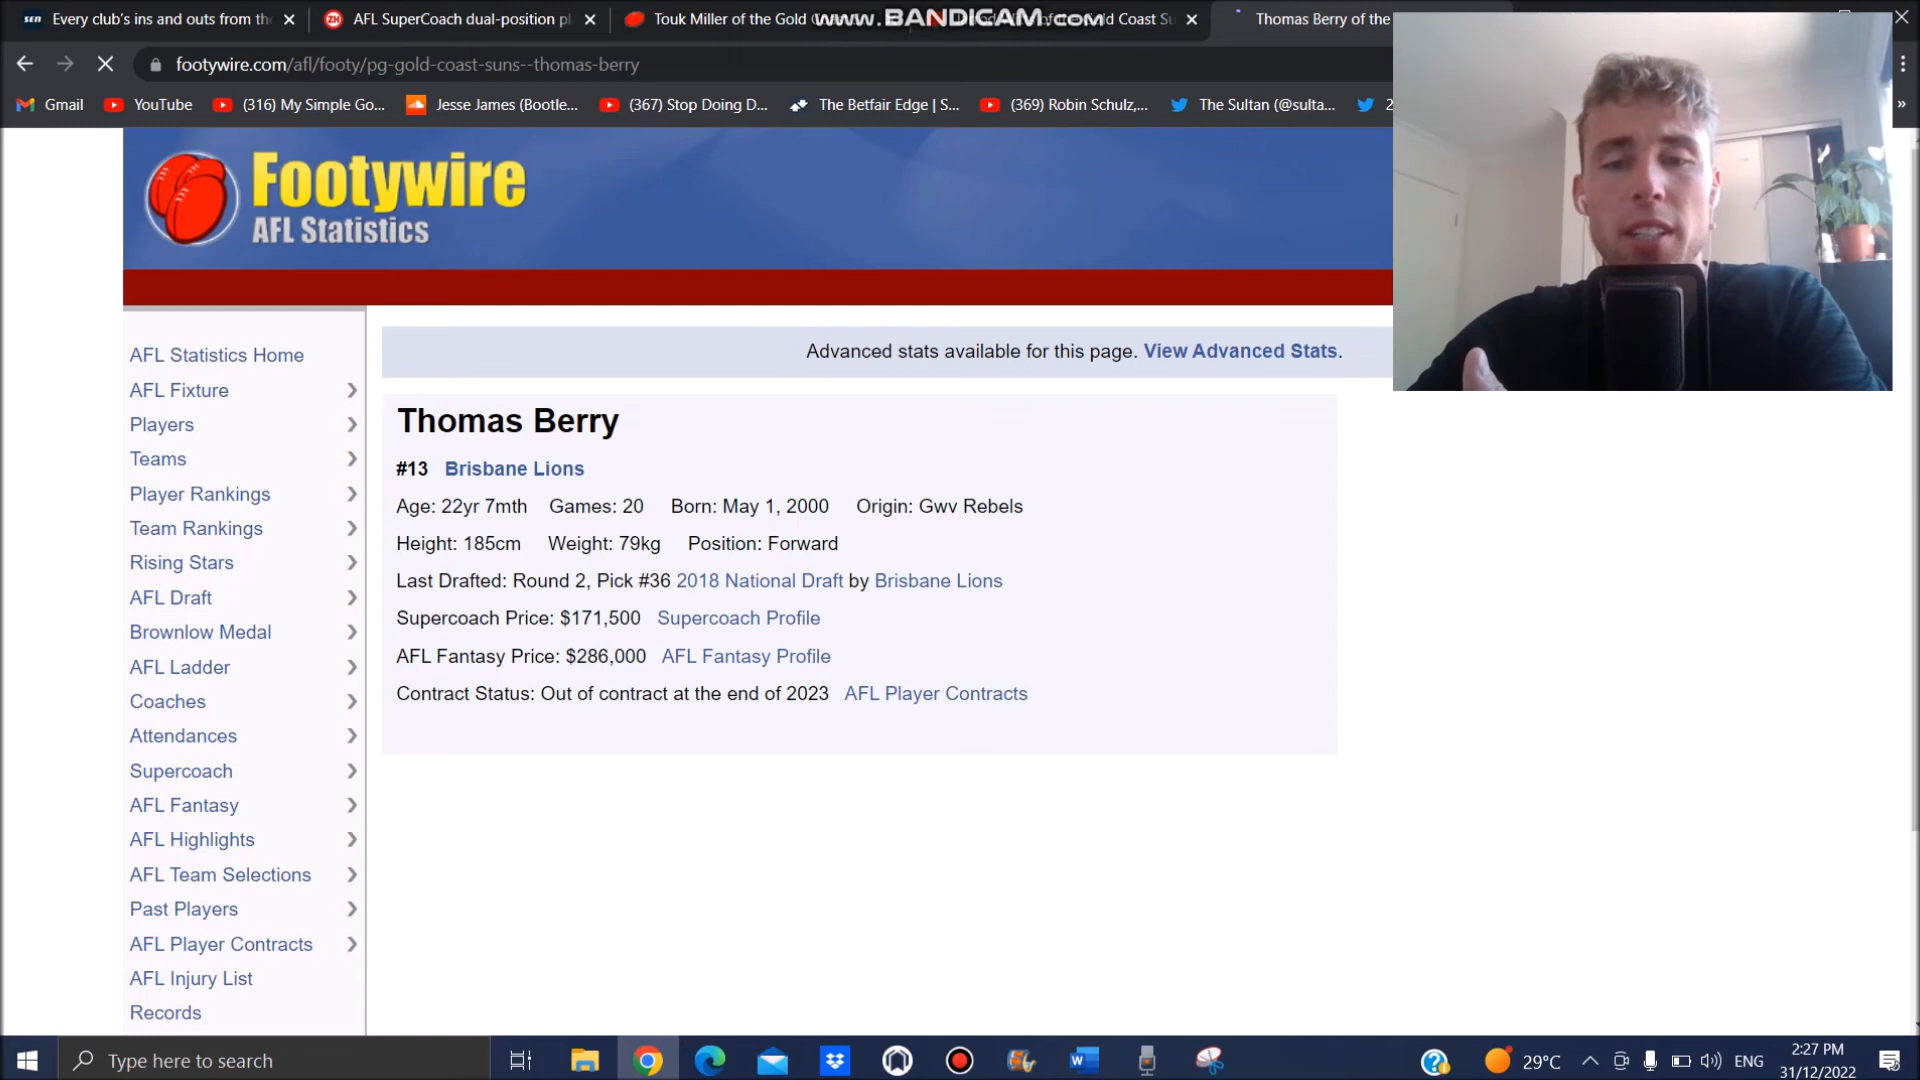 SEN Every club's ins and outs from the
ZH AFL SuperCoach dual-position pl
Touk Miller of the Gold
www.BANDICAM.com
Gold Coast Su
Thomas Berry of the
footywire.com/afl/footy/pg-gold-coast-suns--thomas-berry
Gmail
YouTube
(316) My Simple Go...
Jesse James (Bootle...
(367) Stop Doing D...
The Betfair Edge | S...
(369) Robin Schulz,...
The Sultan (@sulta...
2
»
Footywire
AFL Statistics
Advanced stats available for this page. View Advanced Stats.
AFL Statistics Home
AFL Fixture
Players
Teams
Player Rankings
Team Rankings
Rising Stars
AFL Draft
Brownlow Medal
AFL Ladder
Coaches
Attendances
Supercoach
AFL Fantasy
AFL Highlights
AFL Team Selections
Past Players
AFL Player Contracts
AFL Injury List
Records
Thomas Berry
#13 Brisbane Lions
Age: 22yr 7mth Games: 20 Born: May 1, 2000 Origin: Gwv Rebels
Height: 185cm Weight: 79kg Position: Forward
Last Drafted: Round 2, Pick #36 2018 National Draft by Brisbane Lions
Supercoach Price: $171,500 Supercoach Profile
AFL Fantasy Price: $286,000 AFL Fantasy Profile
Contract Status: Out of contract at the end of 2023 AFL Player Contracts
Type here to search
29°C
ENG
2:27 PM
31/12/2022